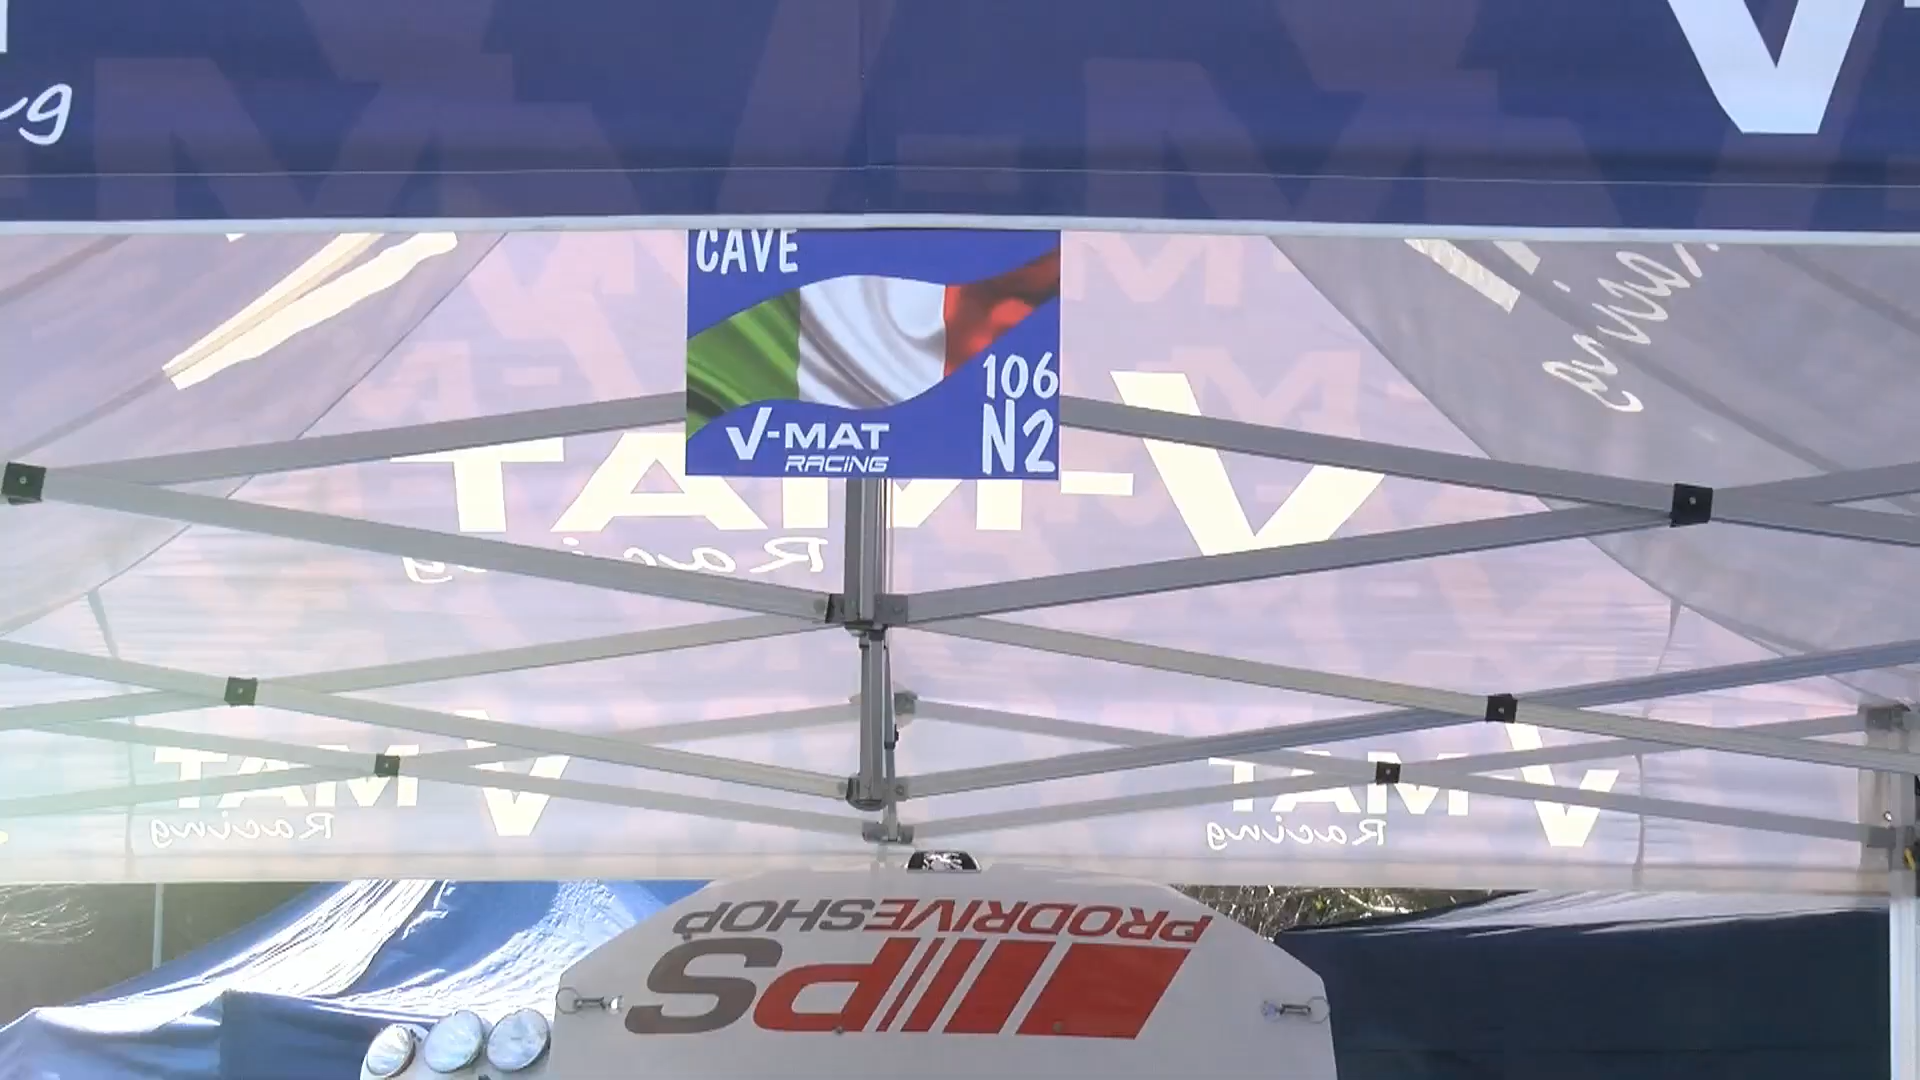 V
CAVE
106
N2
V-MAT
RACING
V-MAT
Racing
V-MAT
Racing
V-MAT
Racing
PRODRIVESHOP
PS